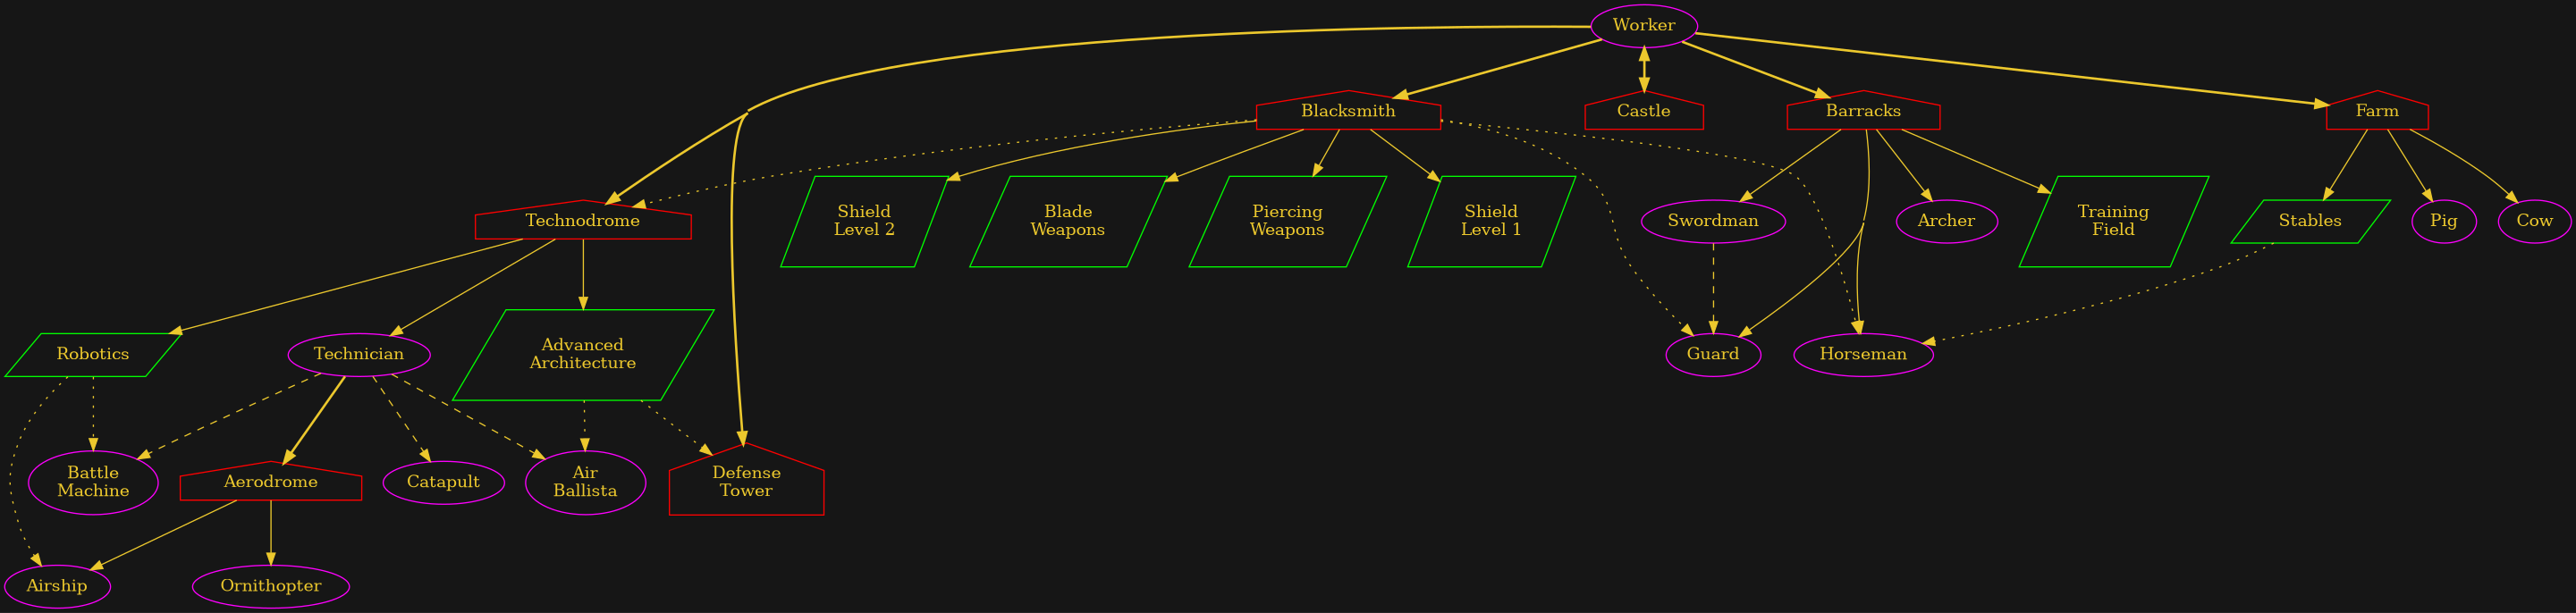 Worker
Blacksmith
Castle
Barracks
Farm
Technodrome
Shield
Level 2
Blade
Weapons
Piercing
Weapons
Shield
Level 1
Swordman
Archer
Training
Field
Stables
Pig
Cow
Robotics
Technician
Advanced
Architecture
Guard
Horseman
Battle
Machine
Aerodrome
Catapult
Air
Ballista
Defense
Tower
Airship
Ornithopter